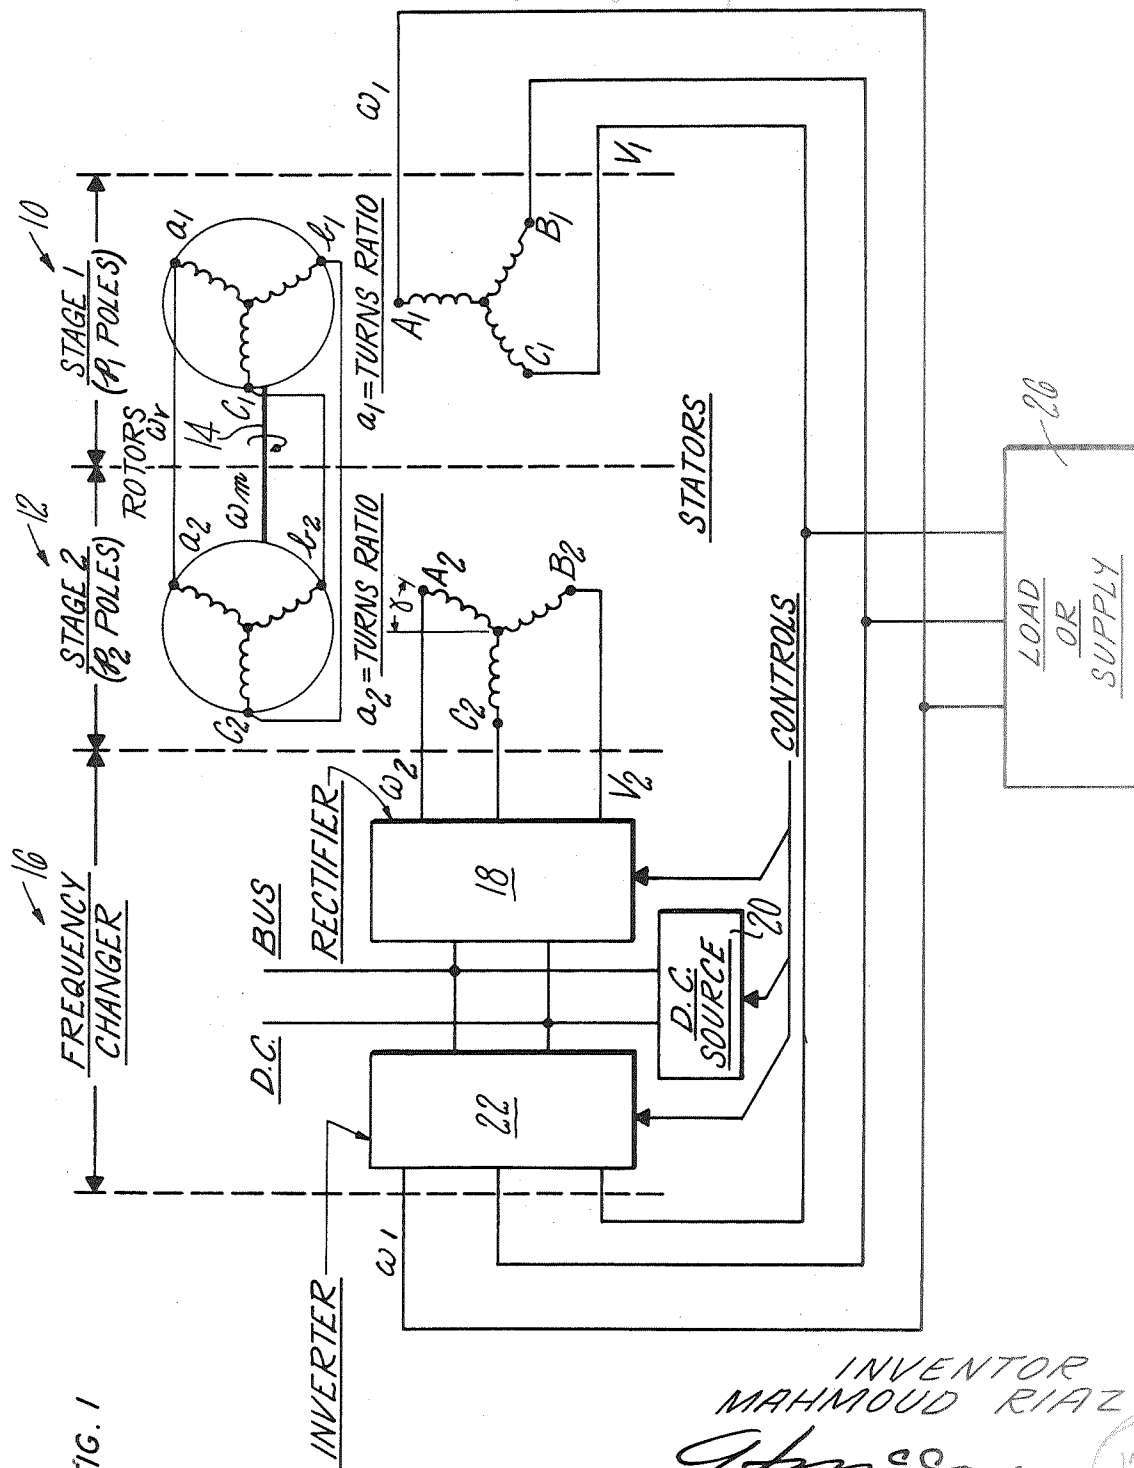 FIG. 1
16
FREQUENCY
CHANGER
12
STAGE 2
(P2 POLES)
10
STAGE 1
(P1 POLES)
ROTORS
ωr
a2
b2
C2
ωm
14
a1
b1
C1
a2=TURNS RATIO
a1=TURNS RATIO
INVERTER
D.C.
BUS
RECTIFIER
ω1
22
18
ω2
V2
γ
A2
B2
C2
A1
B1
C1
ω1
V1
STATORS
D.C.
SOURCE
20
CONTROLS
LOAD
OR
SUPPLY
26
INVENTOR
MAHMOUD RIAZ